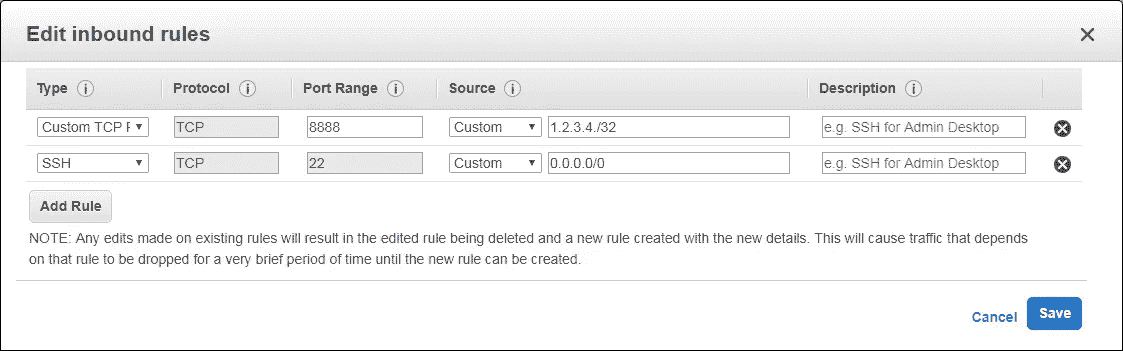 Edit inbound rules
Type Protocol Port Range Source Description
Custom TCP F TCP 8888 Custom 1.2.3.4./32 e.g. SSH for Admin Desktop
SSH TCP 22 Custom 0.0.0.0/0 e.g. SSH for Admin Desktop
Add Rule
NOTE: Any edits made on existing rules will result in the edited rule being deleted and a new rule created with the new details. This will cause traffic that depends
on that rule to be dropped for a very brief period of time until the new rule can be created.
Cancel Save